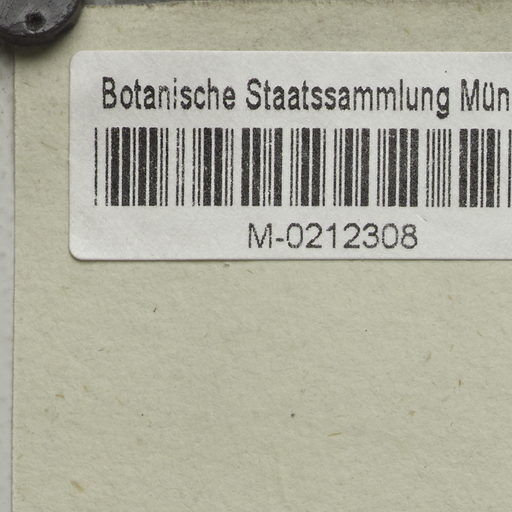 Botanische Staatssammlung Mün
M-0212308